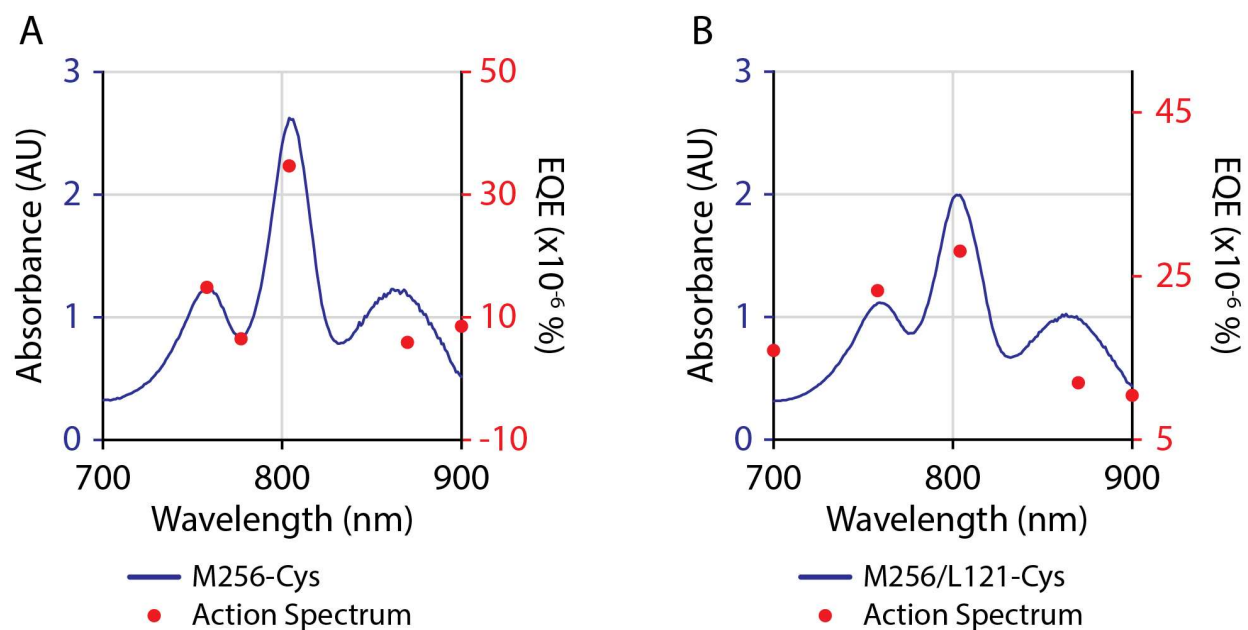 A
3
2
1
0
Absorbance (AU)
50
30
10
-10
EQE (x10⁻⁶ %)
700
800
900
Wavelength (nm)
M256-Cys
Action Spectrum
B
3
2
1
0
Absorbance (AU)
45
25
5
EQE (x10⁻⁶ %)
700
800
900
Wavelength (nm)
M256/L121-Cys
Action Spectrum